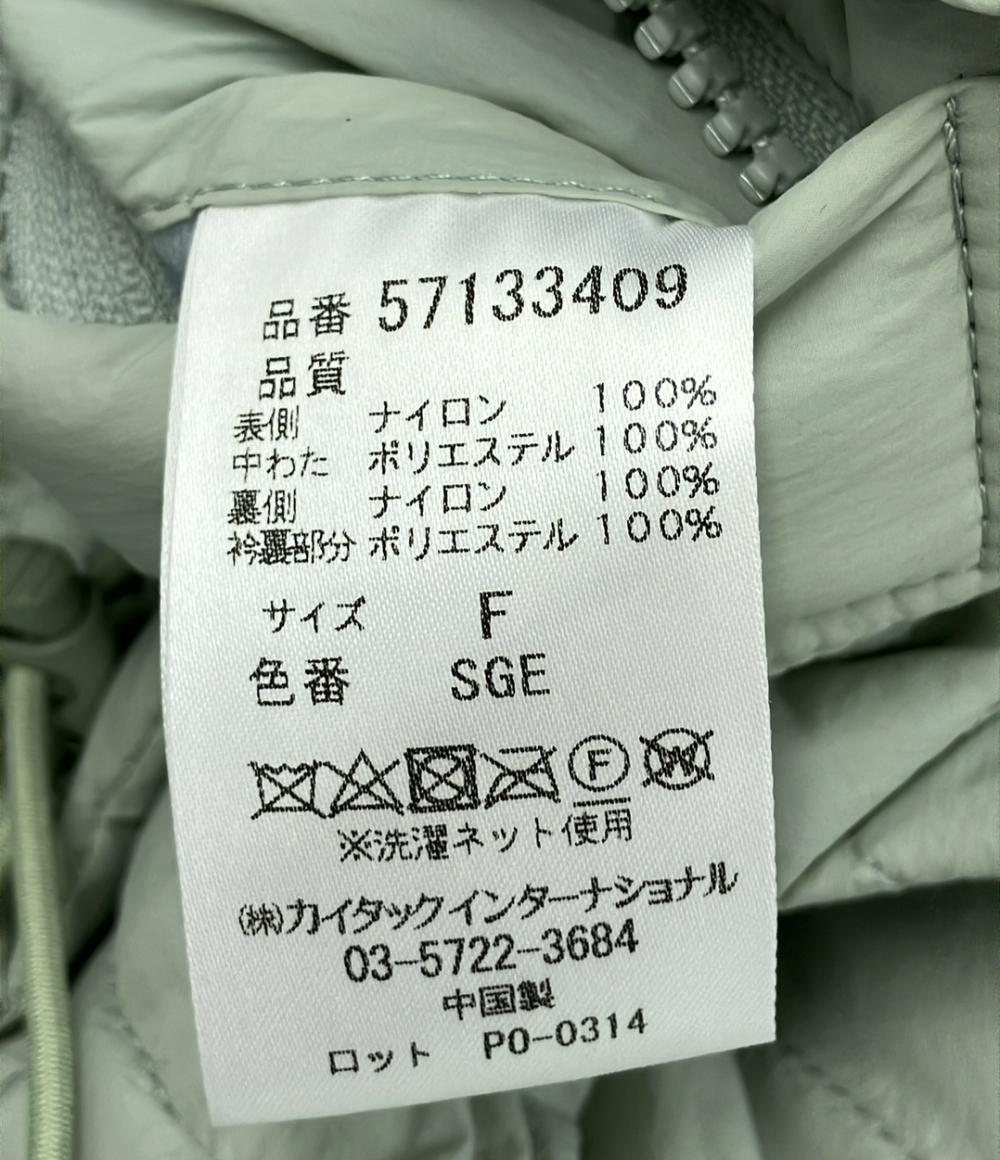 品番 57133409
品質
表側 ナイロン 100%
中わた ポリエステル 100%
裏側 ナイロン 100%
衿裏部分 ポリエステル 100%
サイズ F
色番 SGE
F W
※洗濯ネット使用
㈱カイタックインターナショナル
03-5722-3684
中国製
ロット PO-0314